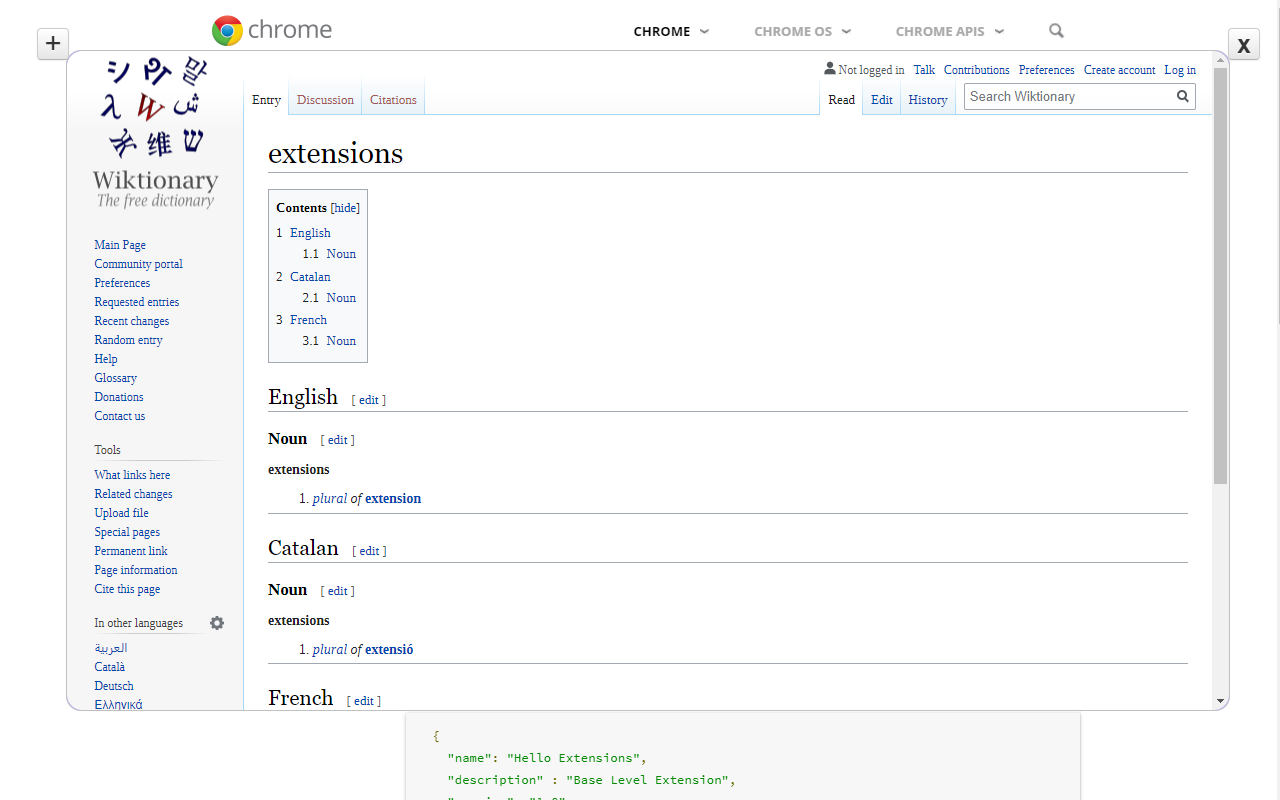 chrome CHROME CHROME OS CHROME APIS
+ X
シ Պ 말
λ W ش
ने 维 ש
Wiktionary
The free dictionary
Not logged in Talk Contributions Preferences Create account Log in
Entry Discussion Citations Read Edit History Search Wiktionary
extensions
Contents [hide]
1 English
1.1 Noun
2 Catalan
2.1 Noun
3 French
3.1 Noun
Main Page
Community portal
Preferences
Requested entries
Recent changes
Random entry
Help
Glossary
Donations
Contact us
Tools
What links here
Related changes
Upload file
Special pages
Permanent link
Page information
Cite this page
In other languages
العربية
Català
Deutsch
Ελληνικά
English [ edit ]
Noun [ edit ]
extensions
1. plural of extension
Catalan [ edit ]
Noun [ edit ]
extensions
1. plural of extensió
French [ edit ]
{
"name": "Hello Extensions",
"description" : "Base Level Extension",